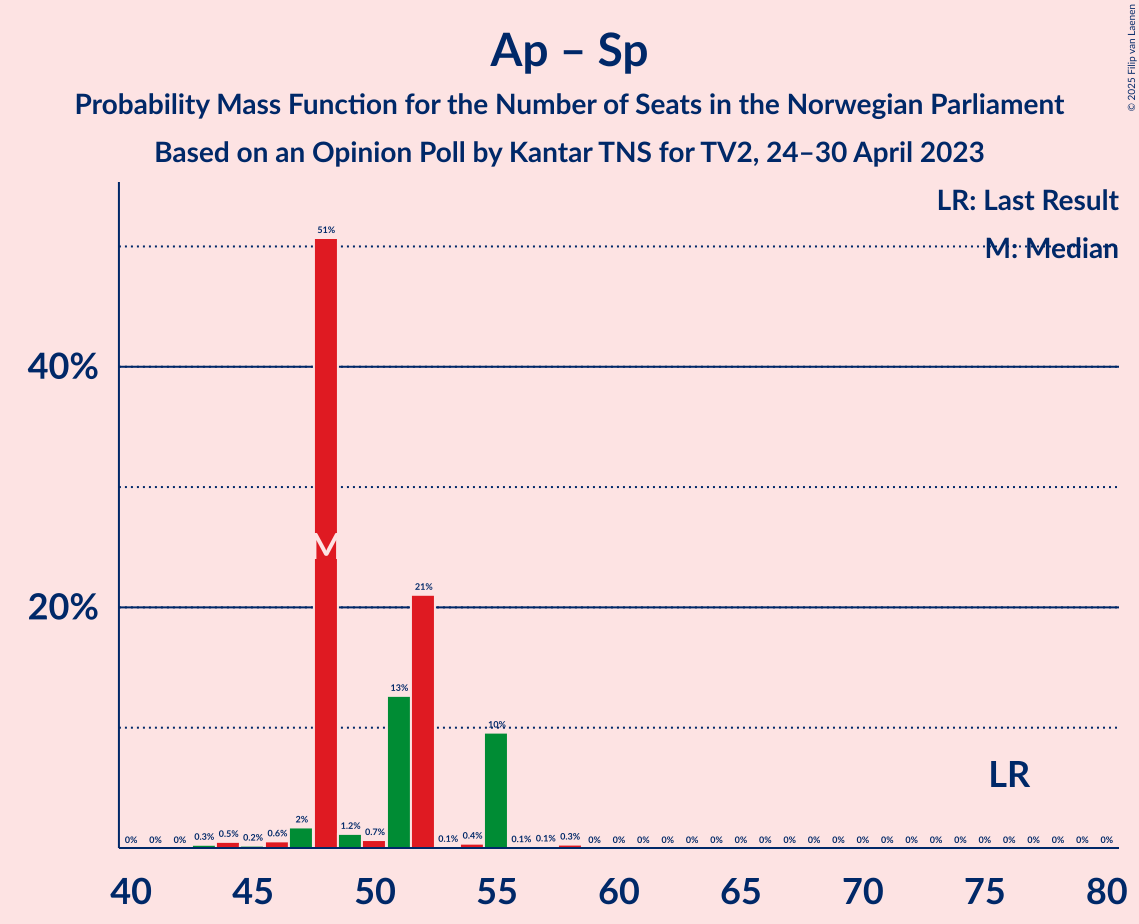 Ap – Sp
Probability Mass Function for the Number of Seats in the Norwegian Parliament
Based on an Opinion Poll by Kantar TNS for TV2, 24–30 April 2023
© 2025 Filip van Laenen
LR: Last Result
M: Median
51%
40%
M
21%
20%
13%
10%
LR
0% 0% 0% 0.3% 0.5% 0.2% 0.6% 2% 1.2% 0.7% 0.1% 0.4% 0.1% 0.1% 0.3% 0% 0% 0% 0% 0% 0% 0% 0% 0% 0% 0% 0% 0% 0% 0% 0% 0% 0% 0% 0% 0% 0%
40 45 50 55 60 65 70 75 80